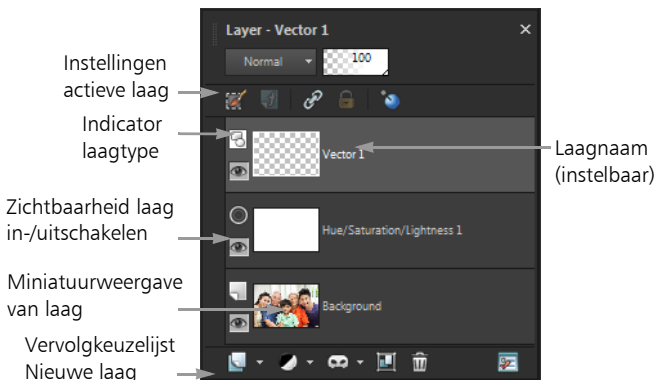 Layer - Vector 1
Normal
100
Instellingen
actieve laag
Indicator
laagtype
Vector 1
Laagnaam
(instelbaar)
Zichtbaarheid laag
in-/uitschakelen
Hue/Saturation/Lightness 1
Miniatuurweergave
van laag
Background
Vervolgkeuzelijst
Nieuwe laag